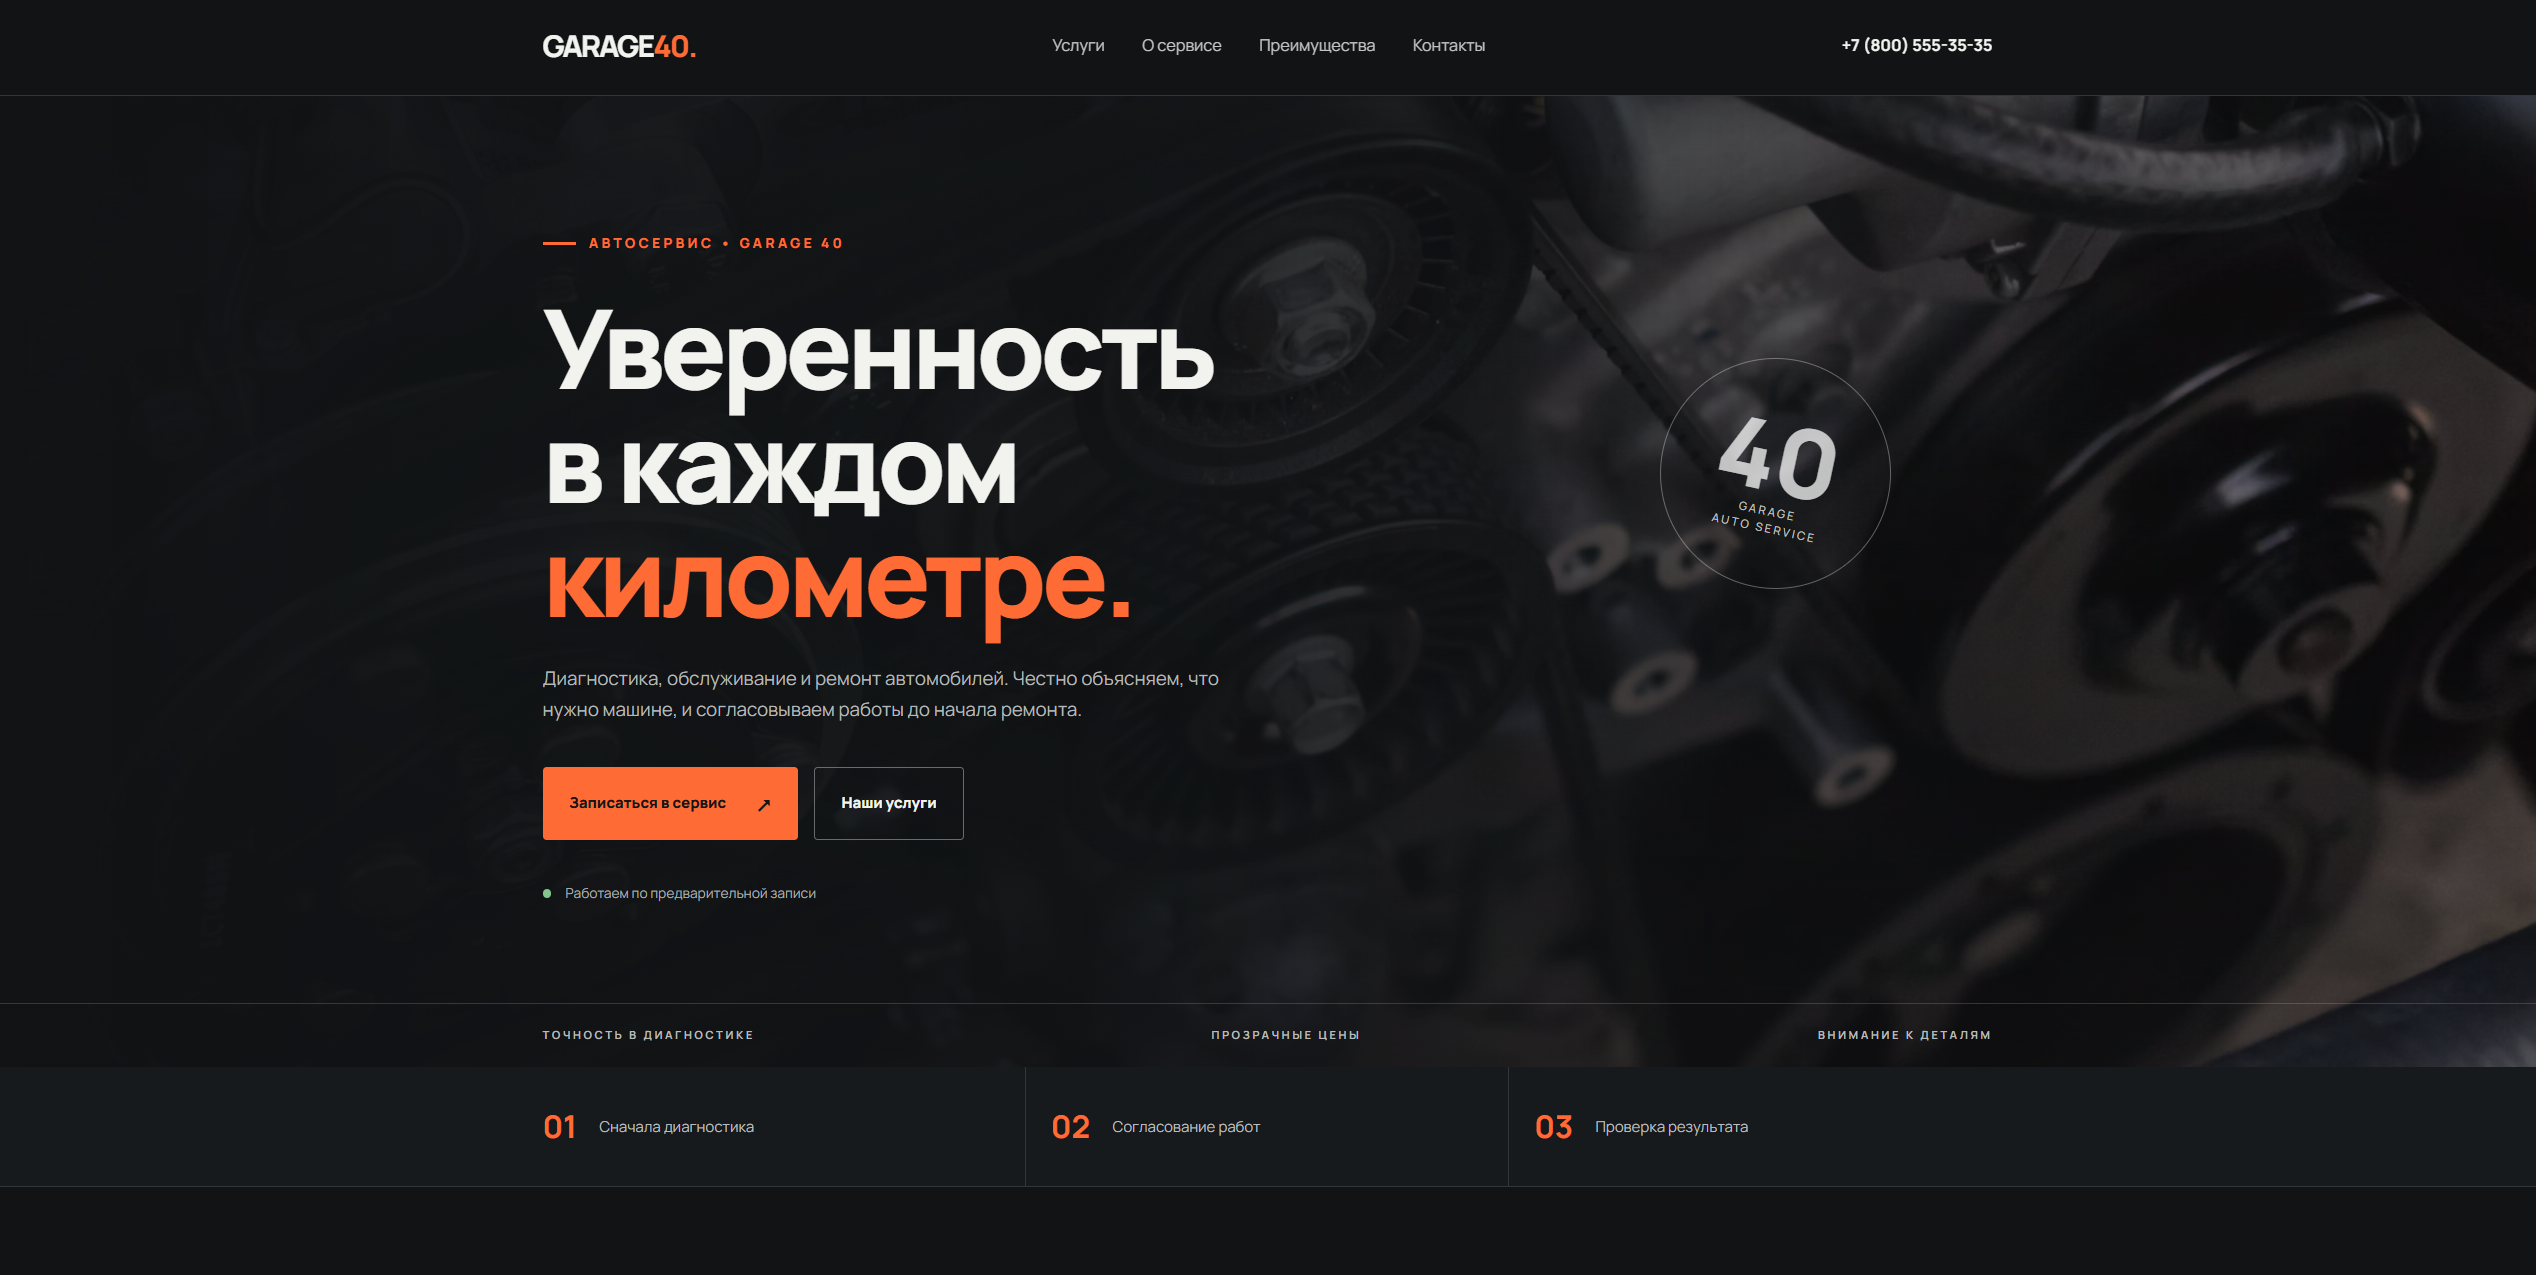 GARAGE40.
Услуги
О сервисе
Преимущества
Контакты
+7 (800) 555-35-35
АВТОСЕРВИС • GARAGE 40
Уверенность
в каждом
километре.
Диагностика, обслуживание и ремонт автомобилей. Честно объясняем, что
нужно машине, и согласовываем работы до начала ремонта.
Записаться в сервис ↗
Наши услуги
Работаем по предварительной записи
40
GARAGE
AUTO SERVICE
ТОЧНОСТЬ В ДИАГНОСТИКЕ
ПРОЗРАЧНЫЕ ЦЕНЫ
ВНИМАНИЕ К ДЕТАЛЯМ
01 Сначала диагностика
02 Согласование работ
03 Проверка результата